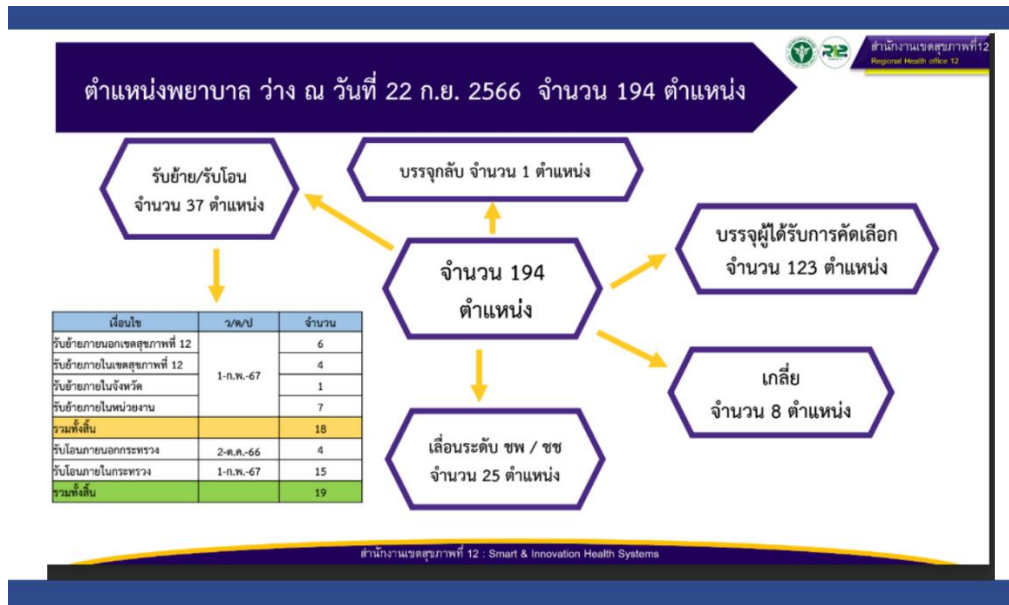 สำนักงานเขตสุขภาพที่12
Regional Health office 12
ตำแหน่งพยาบาล ว่าง ณ วันที่ 22 ก.ย. 2566 จำนวน 194 ตำแหน่ง
รับย้าย/รับโอน
จำนวน 37 ตำแหน่ง
บรรจุกลับ จำนวน 1 ตำแหน่ง
บรรจุผู้ได้รับการคัดเลือก
จำนวน 123 ตำแหน่ง
จำนวน 194
ตำแหน่ง
เกลี่ย
จำนวน 8 ตำแหน่ง
เลื่อนระดับ ชพ / ชช
จำนวน 25 ตำแหน่ง
เงื่อนไข ว/ด/ป จำนวน
รับย้ายภายนอกเขตสุขภาพที่ 12 6
รับย้ายภายในเขตสุขภาพที่ 12 4
1-ก.พ.-67
รับย้ายภายในจังหวัด 1
รับย้ายภายในหน่วยงาน 7
รวมทั้งสิ้น 18
รับโอนภายนอกกระทรวง 2-ต.ค.-66 4
รับโอนภายในกระทรวง 1-ก.พ.-67 15
รวมทั้งสิ้น 19
สำนักงานเขตสุขภาพที่ 12 : Smart & Innovation Health Systems